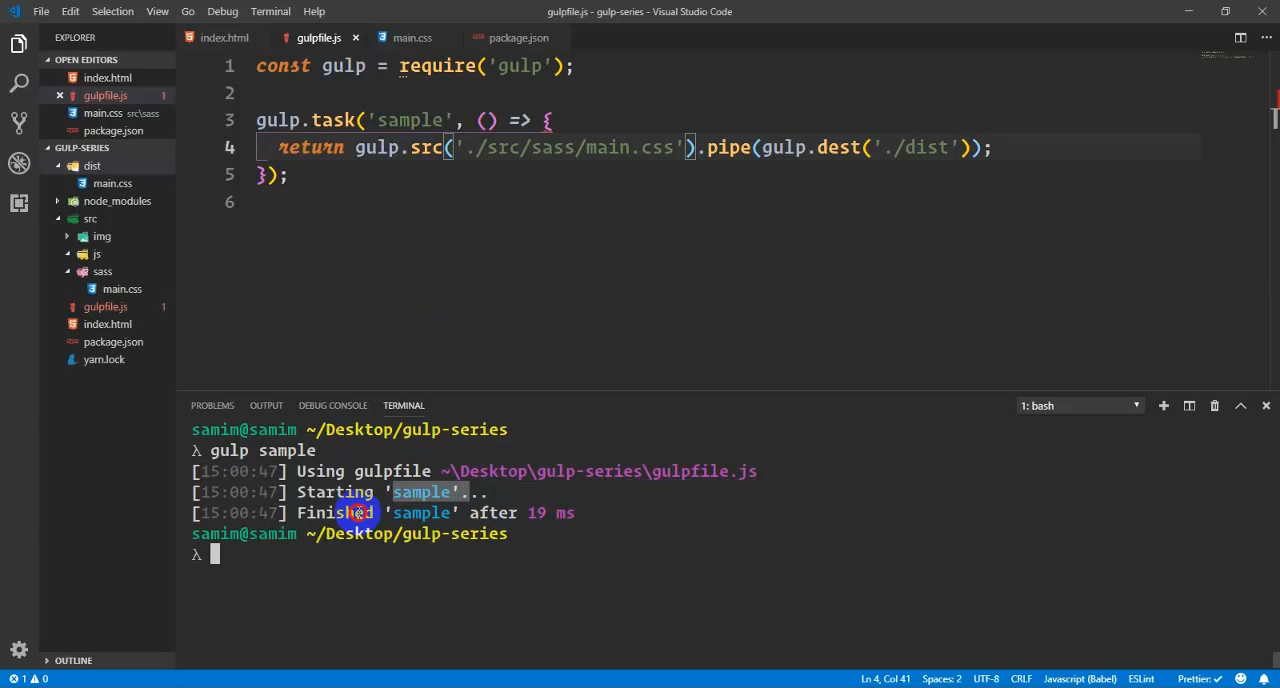 File Edit Selection View Go Debug Terminal Help
gulpfile.js - gulp-series - Visual Studio Code
EXPLORER
OPEN EDITORS
index.html
gulpfile.js 1
main.css src\sass
package.json
GULP-SERIES
dist
main.css
node_modules
src
img
js
sass
main.css
gulpfile.js 1
index.html
package.json
yarn.lock
OUTLINE
index.html gulpfile.js main.css package.json
1 const gulp = require('gulp');
2
3 gulp.task('sample', () => {
4 return gulp.src('./src/sass/main.css').pipe(gulp.dest('./dist'));
5 });
6
PROBLEMS OUTPUT DEBUG CONSOLE TERMINAL 1: bash
samim@samim ~/Desktop/gulp-series
λ gulp sample
[15:00:47] Using gulpfile ~\Desktop\gulp-series\gulpfile.js
[15:00:47] Starting 'sample'...
[15:00:47] Finished 'sample' after 19 ms
samim@samim ~/Desktop/gulp-series
λ
1 0 Ln 4, Col 41 Spaces: 2 UTF-8 CRLF Javascript (Babel) ESLint Prettier: ✓